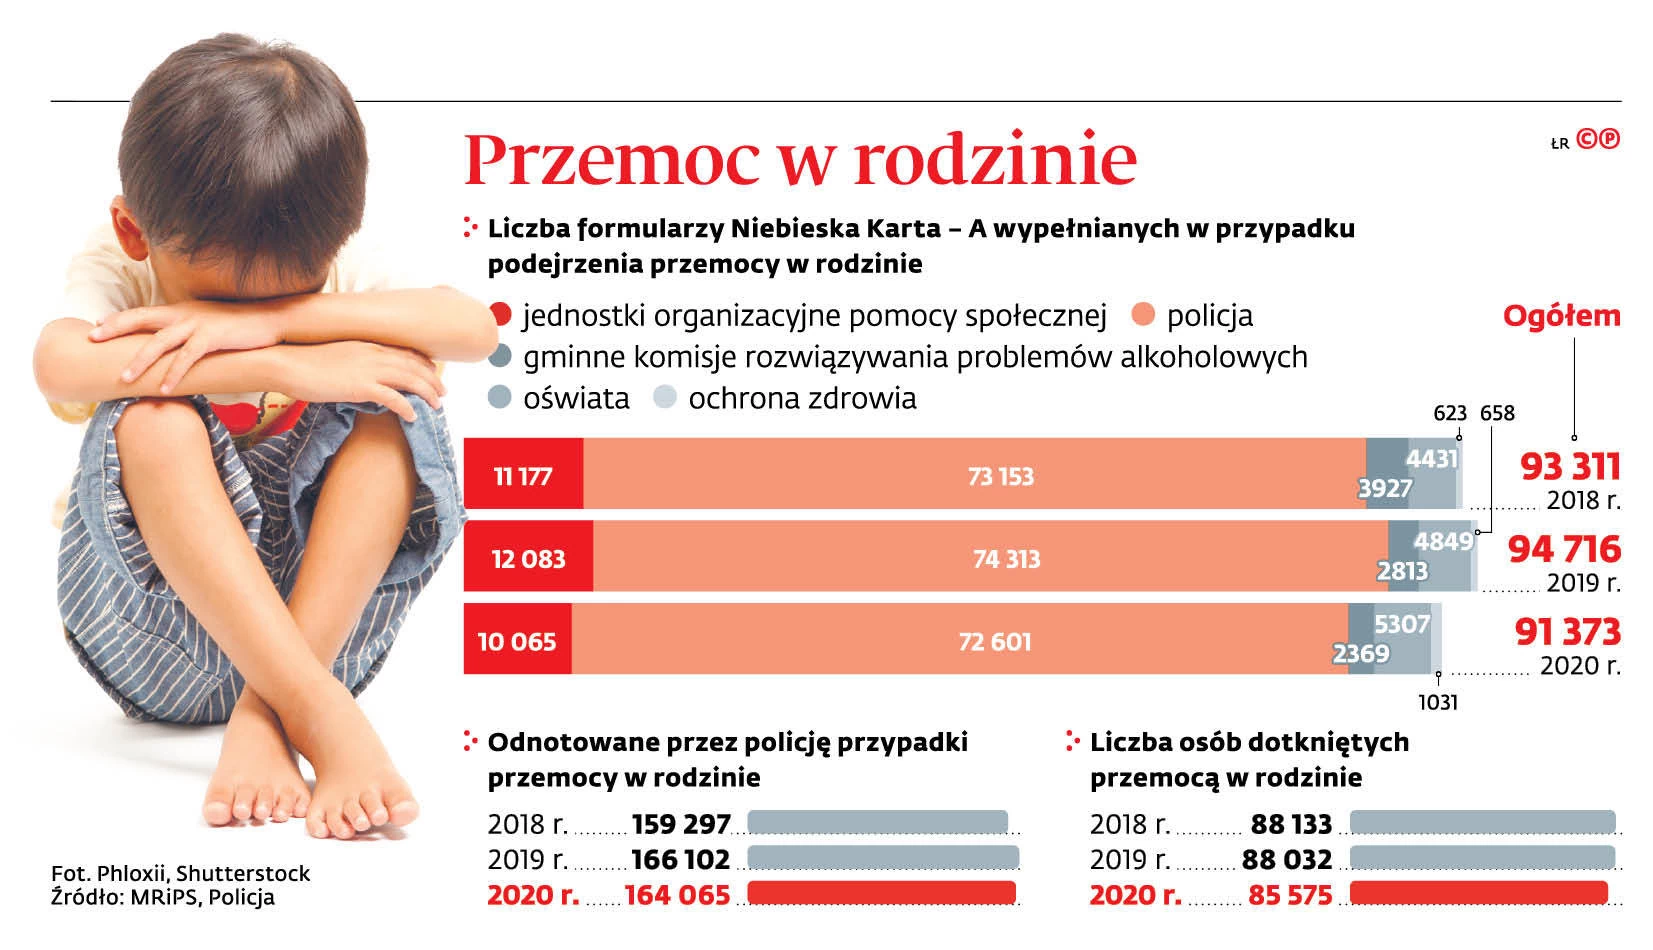 Przemoc w rodzinie
ŁR ©℗
Liczba formularzy Niebieska Karta – A wypełnianych w przypadku
podejrzenia przemocy w rodzinie
jednostki organizacyjne pomocy społecznej policja
gminne komisje rozwiązywania problemów alkoholowych
oświata ochrona zdrowia
Ogółem
623 658
11 177 73 153 3927 4431 93 311
2018 r.
12 083 74 313 2813 4849 94 716
2019 r.
10 065 72 601 2369 5307 91 373
2020 r.
1031
Odnotowane przez policję przypadki
przemocy w rodzinie
2018 r. 159 297
2019 r. 166 102
2020 r. 164 065
Liczba osób dotkniętych
przemocą w rodzinie
2018 r. 88 133
2019 r. 88 032
2020 r. 85 575
Fot. Phloxii, Shutterstock
Źródło: MRiPS, Policja